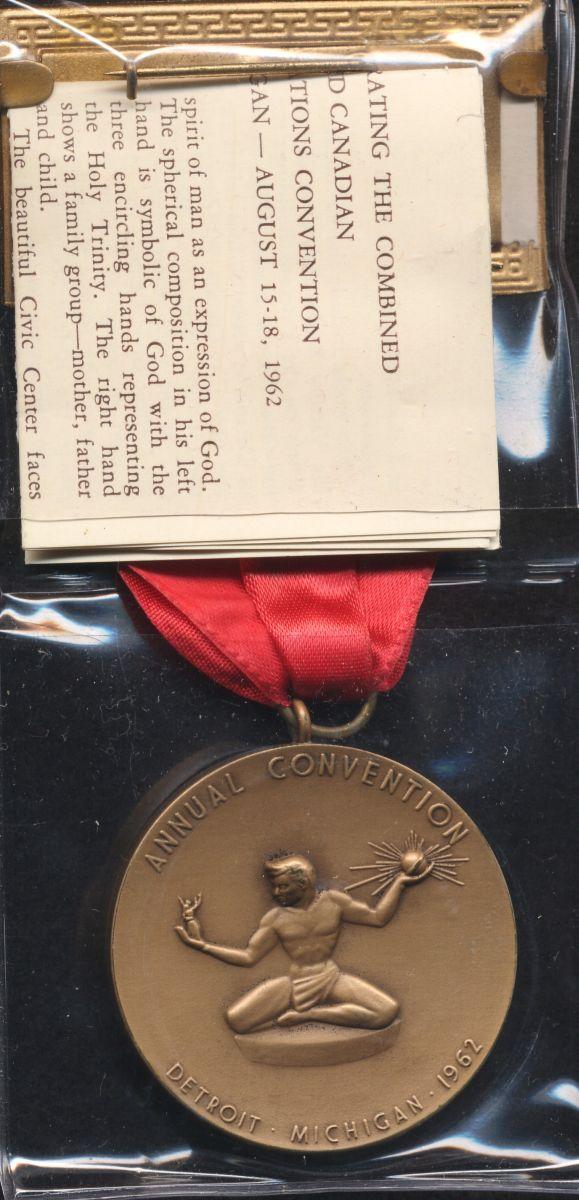 RATING THE COMBINED
D CANADIAN
TIONS CONVENTION
GAN — AUGUST 15-18, 1962
spirit of man as an expression of God.
The spherical composition in his left
hand is symbolic of God with the
three encircling hands representing
the Holy Trinity. The right hand
shows a family group—mother, father
and child.
The beautiful Civic Center faces
ANNUAL CONVENTION
DETROIT · MICHIGAN · 1962